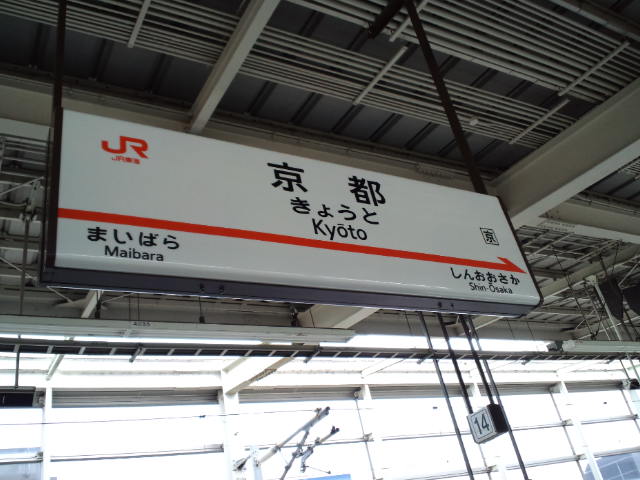 JR
JR東海
京都
きょうと
Kyōto
京
まいばら
Maibara
しんおおさか
Shin-Ōsaka
14